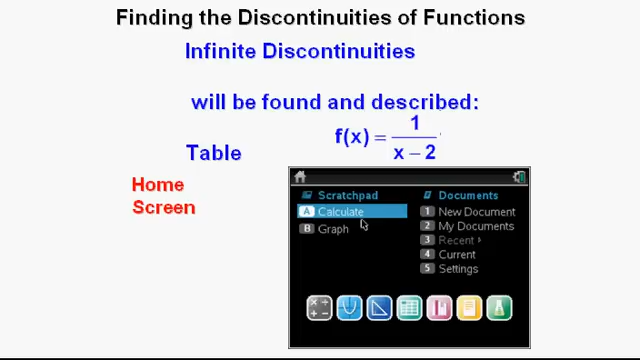 Finding the Discontinuities of Functions
Infinite Discontinuities
will be found and described:
f(x) = 1 / (x − 2)
Table
Home
Screen
Scratchpad
A Calculate
B Graph
Documents
1 New Document
2 My Documents
3 Recent
4 Current
5 Settings